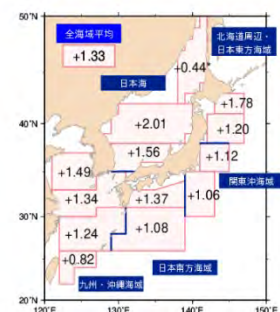 50˚N
40˚N
30˚N
20˚N
120˚E
130˚E
140˚E
150˚E
全海域平均
+1.33
北海道周辺・
日本東方海域
日本海
+0.44*
+1.78
+2.01
+1.20
+1.56
+1.12
+1.49
関東沖海域
+1.34
+1.37
+1.06
+1.24
+1.08
+0.82
日本南方海域
九州・沖縄海域